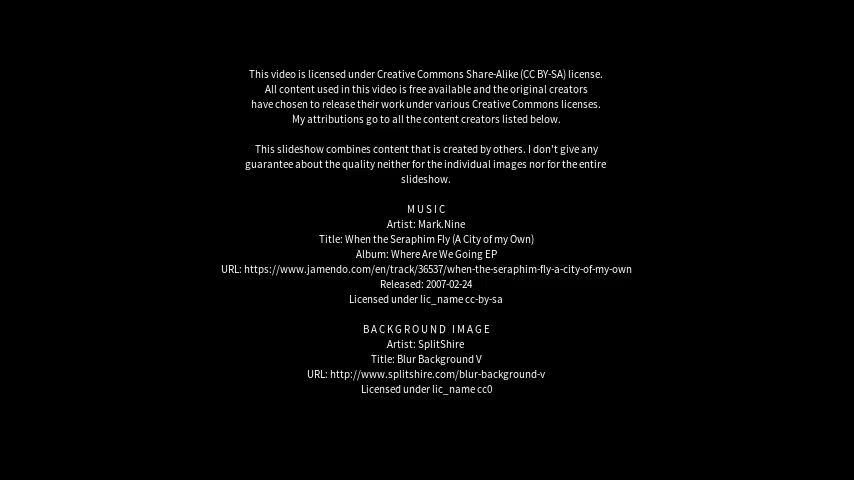 This video is licensed under Creative Commons Share-Alike (CC BY-SA) license.
All content used in this video is free available and the original creators
have chosen to release their work under various Creative Commons licenses.
My attributions go to all the content creators listed below.
This slideshow combines content that is created by others. I don't give any
guarantee about the quality neither for the individual images nor for the entire
slideshow.
MUSIC
Artist: Mark.Nine
Title: When the Seraphim Fly (A City of my Own)
Album: Where Are We Going EP
URL: https://www.jamendo.com/en/track/36537/when-the-seraphim-fly-a-city-of-my-own
Released: 2007-02-24
Licensed under lic_name cc-by-sa
BACKGROUND IMAGE
Artist: SplitShire
Title: Blur Background V
URL: http://www.splitshire.com/blur-background-v
Licensed under lic_name cc0